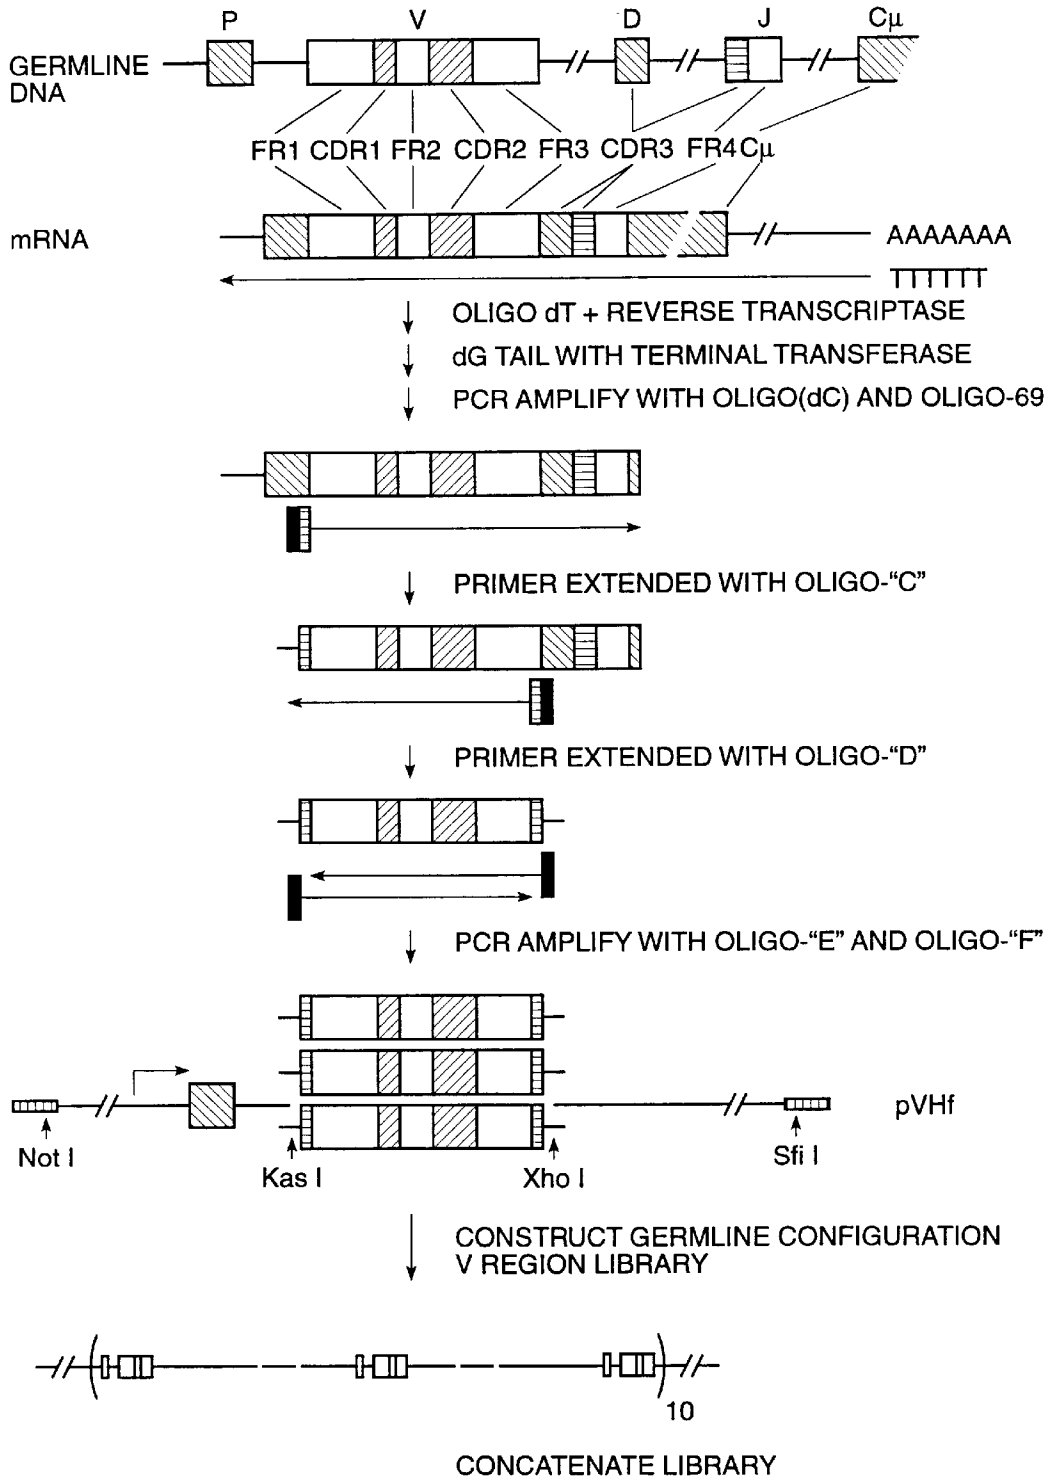 P V D J Cμ
GERMLINE
DNA
FR1 CDR1 FR2 CDR2 FR3 CDR3 FR4 Cμ
mRNA
AAAAAAA
TTTTTT
OLIGO dT + REVERSE TRANSCRIPTASE
dG TAIL WITH TERMINAL TRANSFERASE
PCR AMPLIFY WITH OLIGO(dC) AND OLIGO-69
PRIMER EXTENDED WITH OLIGO-“C”
PRIMER EXTENDED WITH OLIGO-“D”
PCR AMPLIFY WITH OLIGO-“E” AND OLIGO-“F”
pVHf
Not I
Kas I
Xho I
Sfi I
CONSTRUCT GERMLINE CONFIGURATION
V REGION LIBRARY
10
CONCATENATE LIBRARY